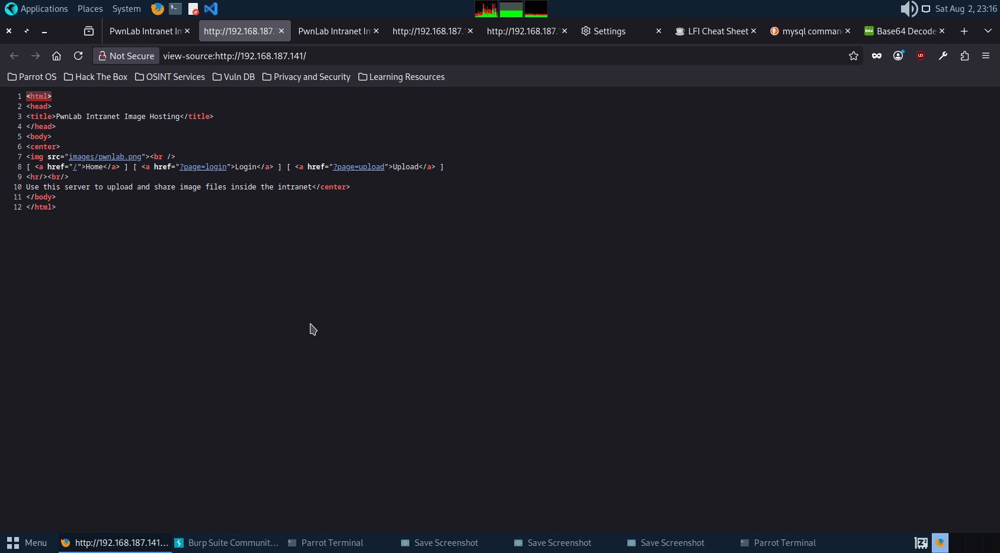 Applications Places System Sat Aug 2, 23:16
PwnLab Intranet In http://192.168.187. PwnLab Intranet Im http://192.168.187. http://192.168.187. Settings LFI Cheat Sheet mysql comman Base64 Decode
Not Secure view-source:http://192.168.187.141/
Parrot OS Hack The Box OSINT Services Vuln DB Privacy and Security Learning Resources
1 <html>
2 <head>
3 <title>PwnLab Intranet Image Hosting</title>
4 </head>
5 <body>
6 <center>
7 <img src="images/pwnlab.png"><br />
8 [ <a href="/">Home</a> ] [ <a href="?page=login">Login</a> ] [ <a href="?page=upload">Upload</a> ]
9 <hr/><br/>
10 Use this server to upload and share image files inside the intranet</center>
11 </body>
12 </html>
Menu http://192.168.187.141... Burp Suite Communit... Parrot Terminal Save Screenshot Save Screenshot Save Screenshot Parrot Terminal